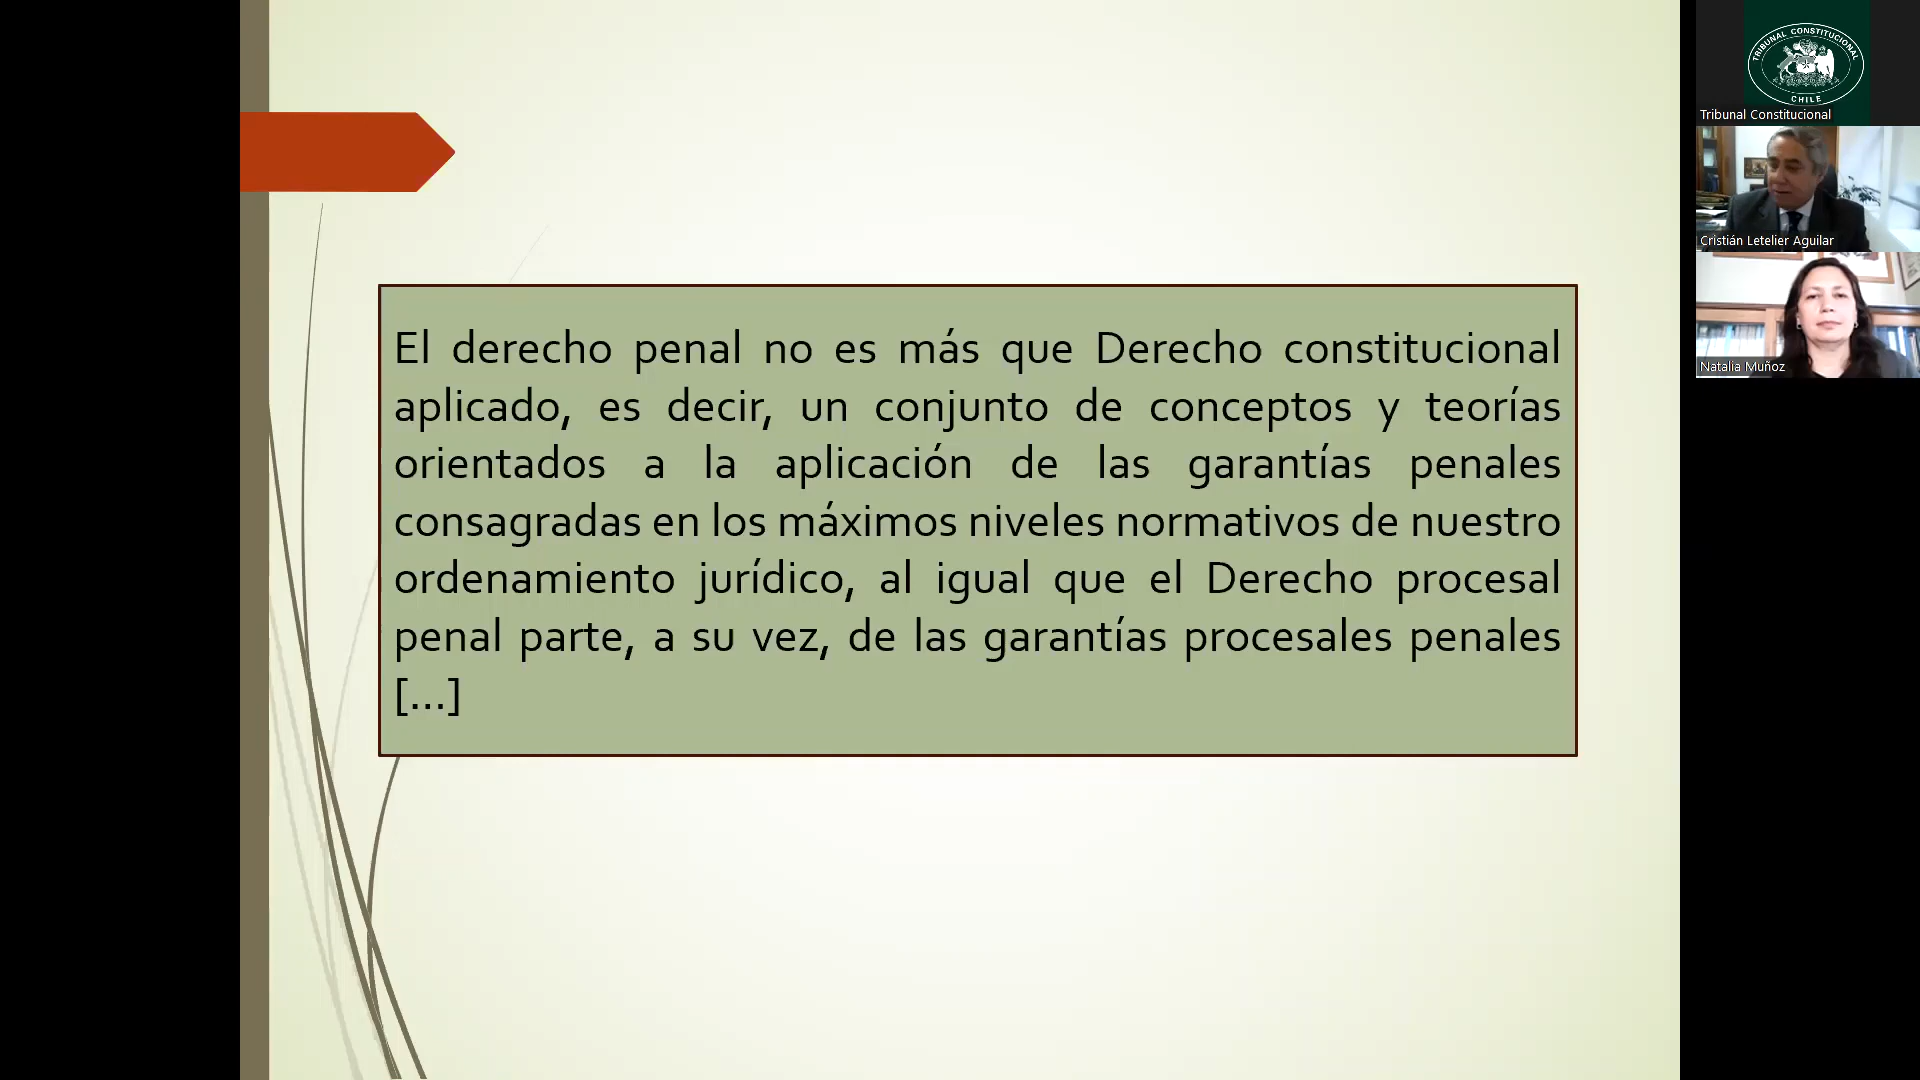 El derecho penal no es más que Derecho constitucional
aplicado, es decir, un conjunto de conceptos y teorías
orientados a la aplicación de las garantías penales
consagradas en los máximos niveles normativos de nuestro
ordenamiento jurídico, al igual que el Derecho procesal
penal parte, a su vez, de las garantías procesales penales
[...]
TRIBUNAL CONSTITUCIONAL
CHILE
Tribunal Constitucional
Cristián Letelier Aguilar
Natalia Muñoz